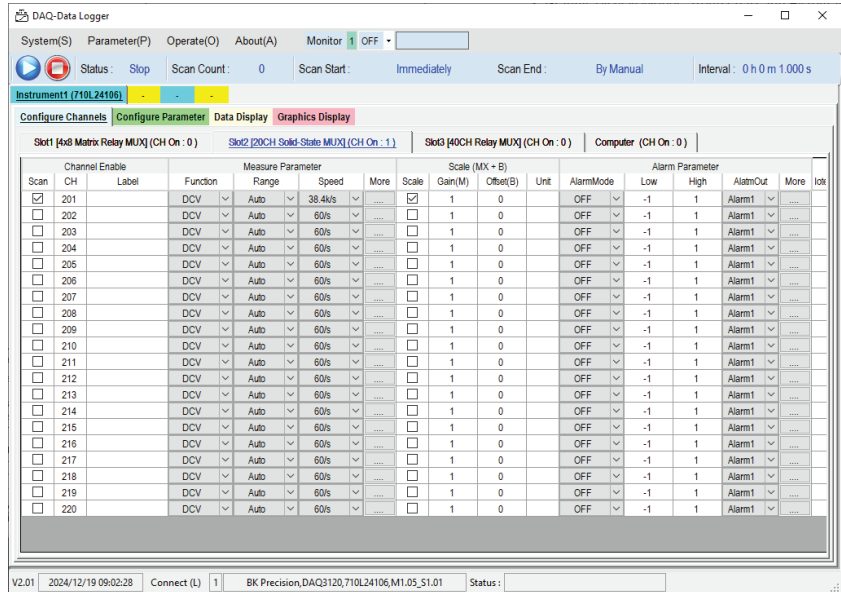 DAQ-Data Logger
System(S) Parameter(P) Operate(O) About(A) Monitor 1 OFF
Status : Stop Scan Count : 0 Scan Start : Immediately Scan End : By Manual Interval : 0 h 0 m 1.000 s
Instrument1 (710L24106) - - -
Configure Channels Configure Parameter Data Display Graphics Display
Slot1 [4x8 Matrix Relay MUX] (CH On : 0 ) Slot2 [20CH Solid-State MUX] (CH On : 1 ) Slot3 [40CH Relay MUX] (CH On : 0 ) Computer (CH On : 0 )
Channel Enable Measure Parameter Scale (MX + B) Alarm Parameter
Scan CH Label Function Range Speed More Scale Gain(M) Offset(B) Unit AlarmMode Low High AlatmOut More
201 DCV Auto 38.4k/s .... 1 0 OFF -1 1 Alarm1 ....
202 DCV Auto 60/s .... 1 0 OFF -1 1 Alarm1 ....
203 DCV Auto 60/s .... 1 0 OFF -1 1 Alarm1 ....
204 DCV Auto 60/s .... 1 0 OFF -1 1 Alarm1 ....
205 DCV Auto 60/s .... 1 0 OFF -1 1 Alarm1 ....
206 DCV Auto 60/s .... 1 0 OFF -1 1 Alarm1 ....
207 DCV Auto 60/s .... 1 0 OFF -1 1 Alarm1 ....
208 DCV Auto 60/s .... 1 0 OFF -1 1 Alarm1 ....
209 DCV Auto 60/s .... 1 0 OFF -1 1 Alarm1 ....
210 DCV Auto 60/s .... 1 0 OFF -1 1 Alarm1 ....
211 DCV Auto 60/s .... 1 0 OFF -1 1 Alarm1 ....
212 DCV Auto 60/s .... 1 0 OFF -1 1 Alarm1 ....
213 DCV Auto 60/s .... 1 0 OFF -1 1 Alarm1 ....
214 DCV Auto 60/s .... 1 0 OFF -1 1 Alarm1 ....
215 DCV Auto 60/s .... 1 0 OFF -1 1 Alarm1 ....
216 DCV Auto 60/s .... 1 0 OFF -1 1 Alarm1 ....
217 DCV Auto 60/s .... 1 0 OFF -1 1 Alarm1 ....
218 DCV Auto 60/s .... 1 0 OFF -1 1 Alarm1 ....
219 DCV Auto 60/s .... 1 0 OFF -1 1 Alarm1 ....
220 DCV Auto 60/s .... 1 0 OFF -1 1 Alarm1 ....
V2.01 2024/12/19 09:02:28 Connect (L) 1 BK Precision,DAQ3120,710L24106,M1.05_S1.01 Status :